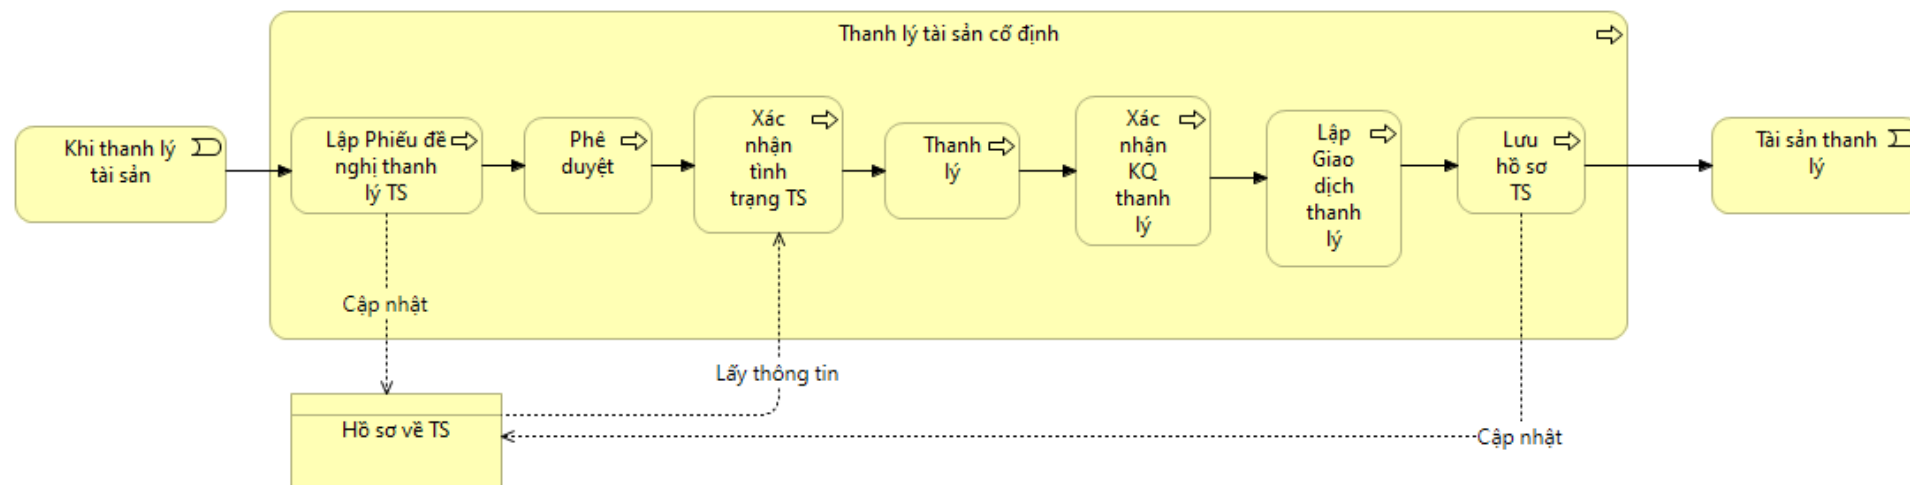 Thanh lý tài sản cố định
Khi thanh lý
tài sản
Lập Phiếu đề
nghị thanh
lý TS
Phê
duyệt
Xác
nhận
tình
trạng TS
Thanh
lý
Xác
nhận
KQ
thanh
lý
Lập
Giao
dịch
thanh
lý
Lưu
hồ sơ
TS
Tài sản thanh
lý
Cập nhật
Lấy thông tin
Hồ sơ về TS
Cập nhật